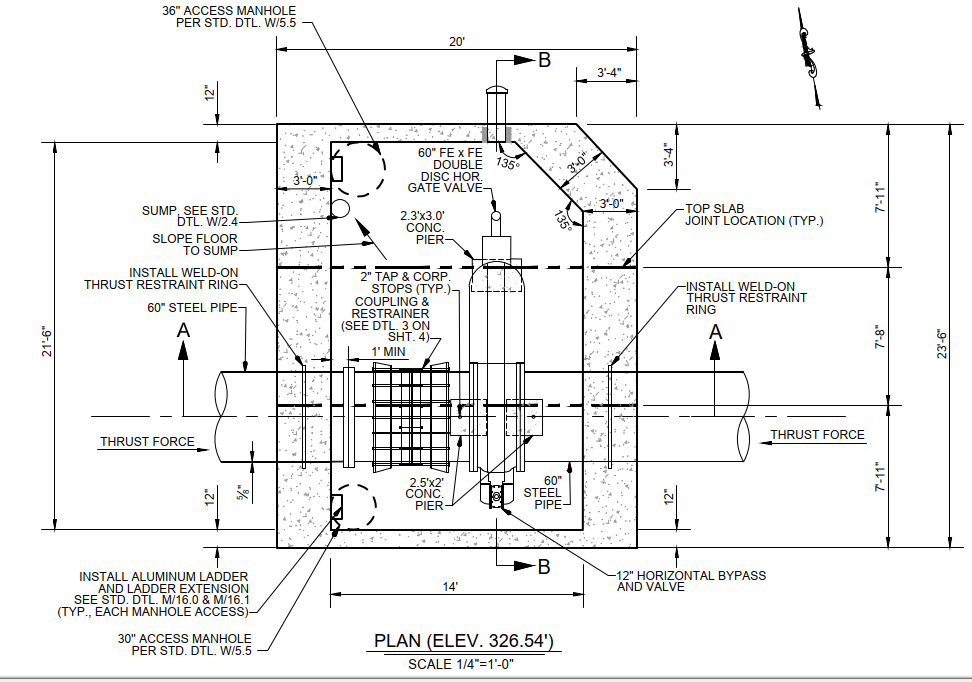 36" ACCESS MANHOLE
PER STD. DTL. W/5.5
20'
B
3'-4"
12"
60" FE x FE
DOUBLE
DISC HOR.
GATE VALVE
135°
3'-0"
3'-4"
3'-0"
3'-0"
135°
7'-11"
SUMP, SEE STD.
DTL. W/2.4
2.3'x3.0'
CONC.
PIER
TOP SLAB
JOINT LOCATION (TYP.)
SLOPE FLOOR
TO SUMP
INSTALL WELD-ON
THRUST RESTRAINT RING
2" TAP & CORP.
STOPS (TYP.)
COUPLING &
RESTRAINER
(SEE DTL. 3 ON
SHT. 4)
INSTALL WELD-ON
THRUST RESTRAINT
RING
60" STEEL PIPE
A
1' MIN
A
21'-6"
7'-8"
23'-6"
THRUST FORCE
THRUST FORCE
5/8"
12"
2.5'x2'
CONC.
PIER
60"
STEEL
PIPE
12"
7'-11"
B
INSTALL ALUMINUM LADDER
AND LADDER EXTENSION
SEE STD. DTL. M/16.0 & M/16.1
(TYP., EACH MANHOLE ACCESS)
14'
12" HORIZONTAL BYPASS
AND VALVE
30" ACCESS MANHOLE
PER STD. DTL. W/5.5
PLAN (ELEV. 326.54')
SCALE 1/4"=1'-0"